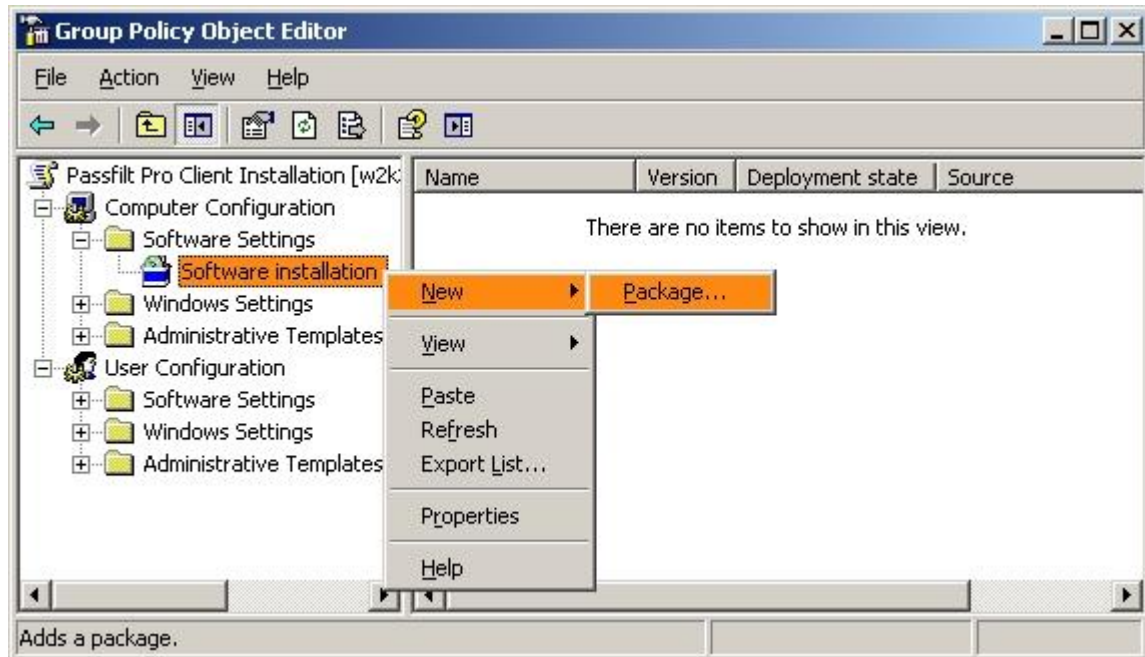 Group Policy Object Editor
File Action View Help
Passfilt Pro Client Installation [w2k
Computer Configuration
Software Settings
Software installation
Windows Settings
Administrative Templates
User Configuration
Software Settings
Windows Settings
Administrative Templates
Name Version Deployment state Source
There are no items to show in this view.
New
Package...
View
Paste
Refresh
Export List...
Properties
Help
Adds a package.